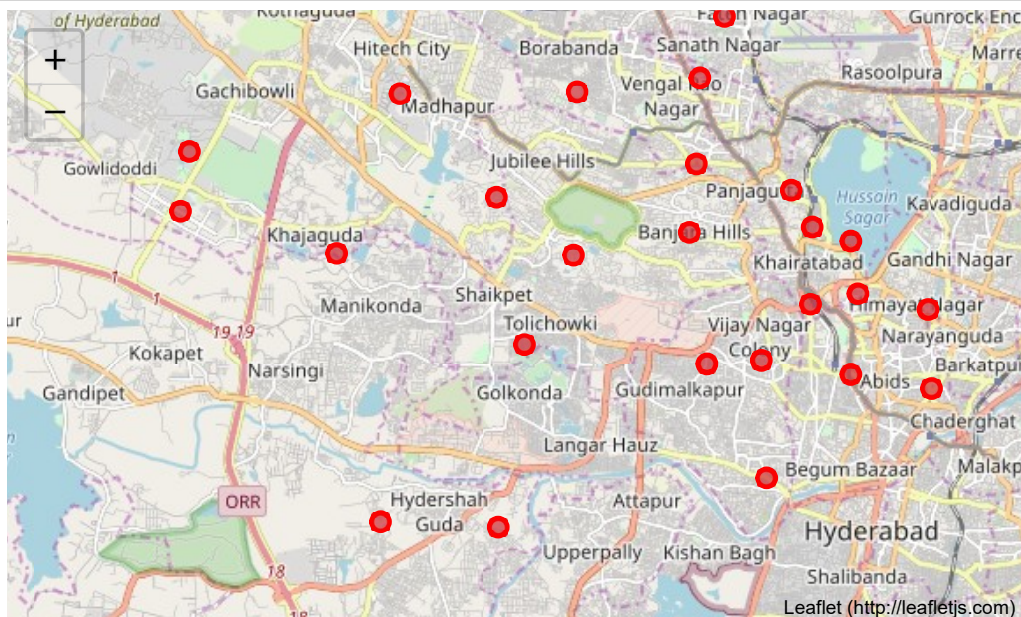 of Hyderabad
Kothaguda
Fateh Nagar
Gunrock Enc
Hitech City
Borabanda
Sanath Nagar
Marre
+
Rasoolpura
Vengal Rao
Nagar
Gachibowli
Madhapur
−
Jubilee Hills
Gowlidoddi
Panjagutta
Hussain
Sagar
Kavadiguda
Khajaguda
Banjara Hills
Khairatabad
Gandhi Nagar
1
1
Shaikpet
Manikonda
Himayat Nagar
ur
19
19
Tolichowki
Vijay Nagar
Colony
Narayanguda
Kokapet
Narsingi
Barkatpur
Gandipet
Golkonda
Gudimalkapur
Abids
Chaderghat
Langar Hauz
Begum Bazaar
Malakp
ORR
Hydershah
Guda
Attapur
Hyderabad
Upperpally
Kishan Bagh
18
Shalibanda
18
Leaflet (http://leafletjs.com)